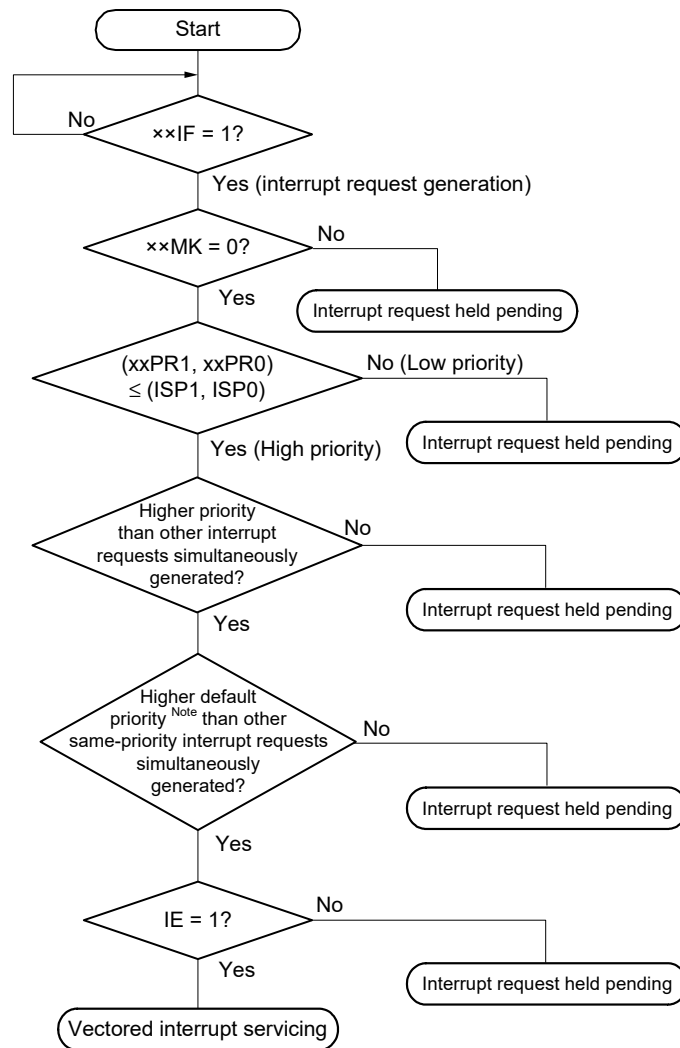 Start
No
××IF = 1?
Yes (interrupt request generation)
××MK = 0?
No
Yes
Interrupt request held pending
(xxPR1, xxPR0)
≤ (ISP1, ISP0)
No (Low priority)
Interrupt request held pending
Yes (High priority)
Higher priority
than other interrupt
requests simultaneously
generated?
No
Interrupt request held pending
Yes
Higher default
priority Note than other
same-priority interrupt requests
simultaneously
generated?
No
Interrupt request held pending
Yes
IE = 1?
No
Yes
Interrupt request held pending
Vectored interrupt servicing